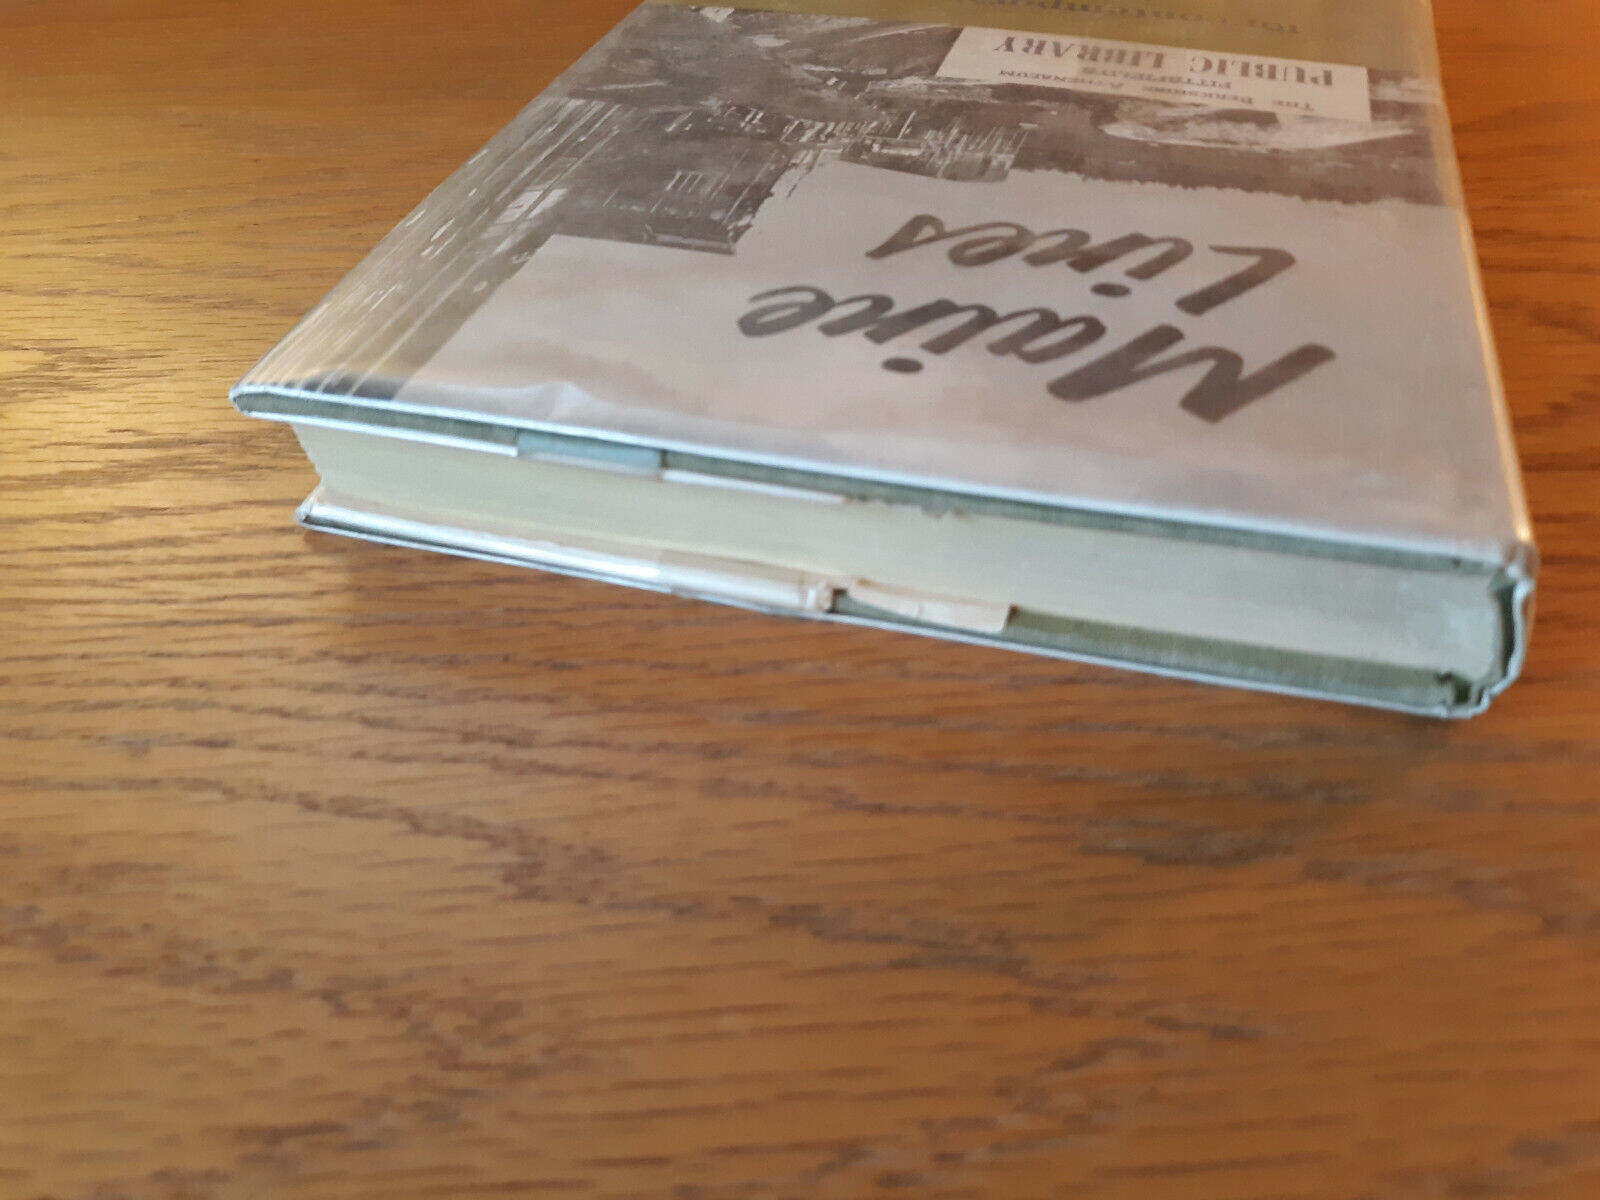 Maine
Lines
THE BERKSHIRE ATHENAEUM
PITTSFIELD'S
PUBLIC LIBRARY